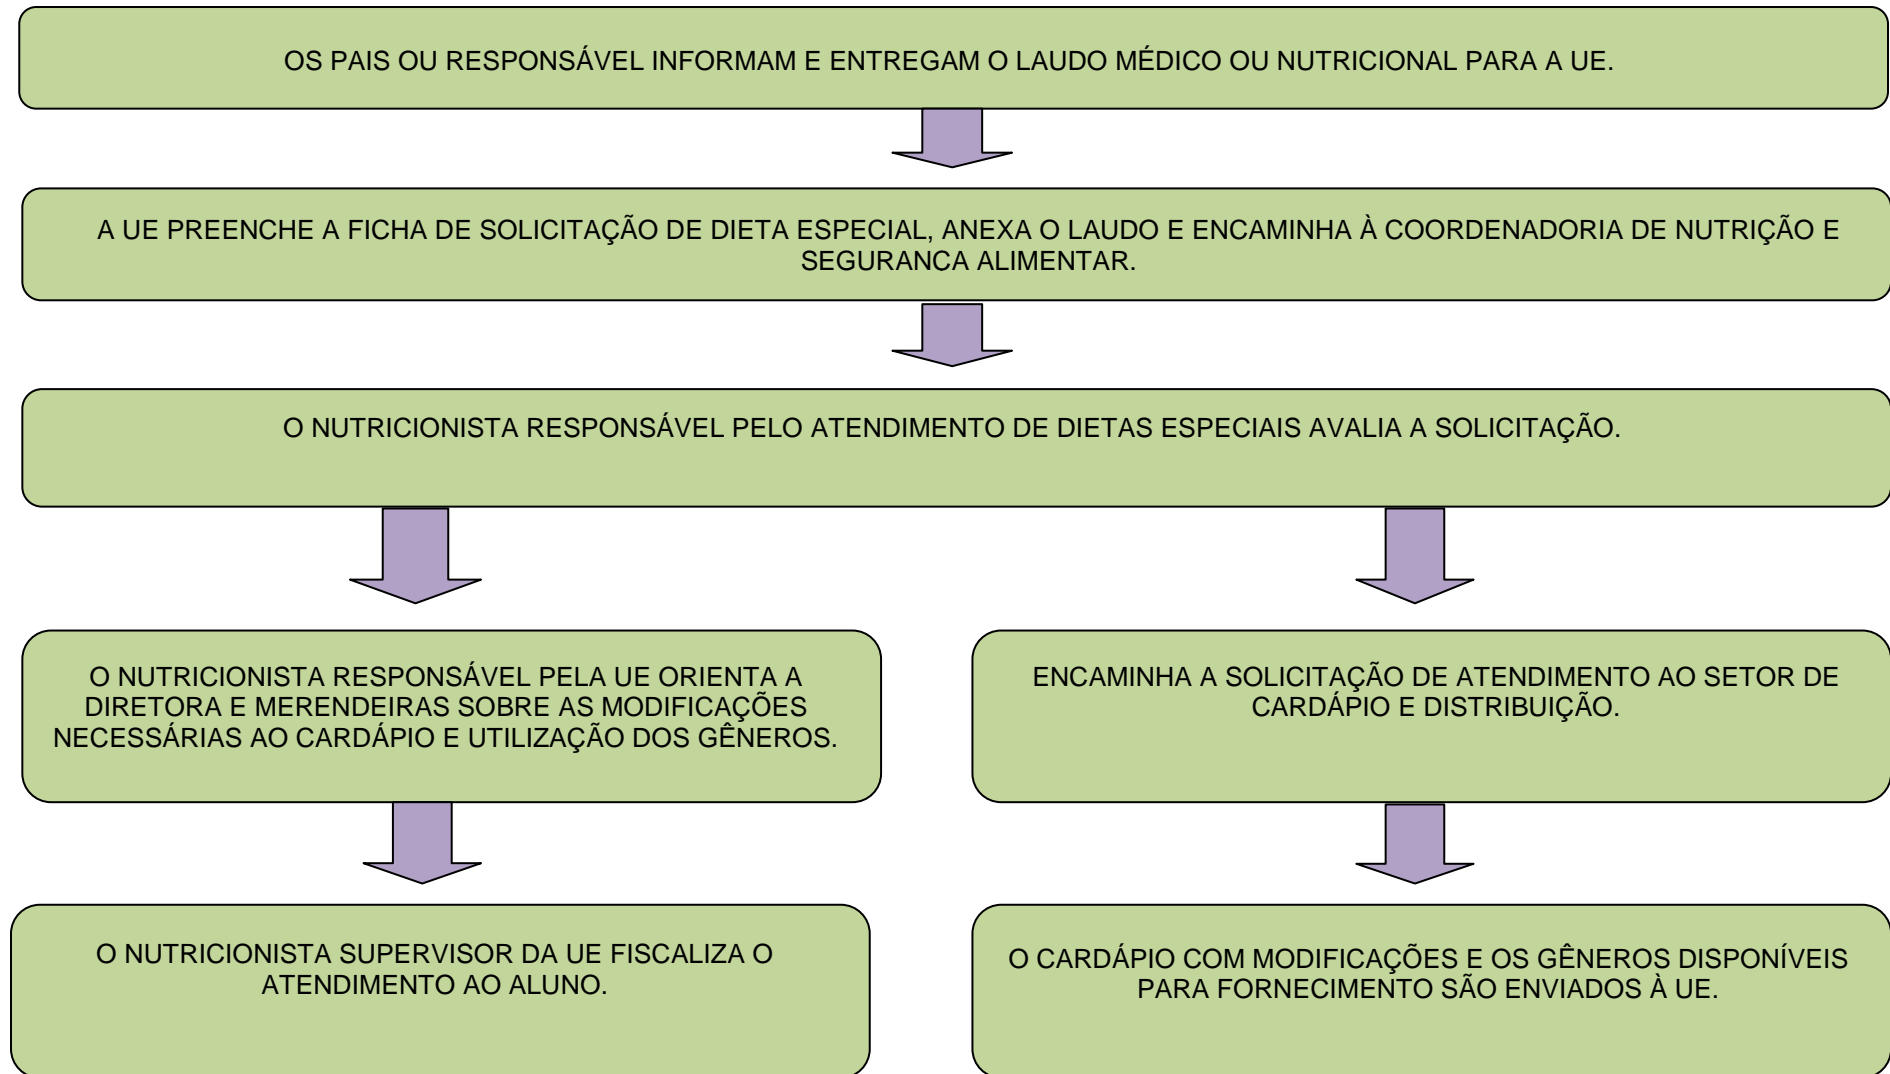 OS PAIS OU RESPONSÁVEL INFORMAM E ENTREGAM O LAUDO MÉDICO OU NUTRICIONAL PARA A UE.
A UE PREENCHE A FICHA DE SOLICITAÇÃO DE DIETA ESPECIAL, ANEXA O LAUDO E ENCAMINHA À COORDENADORIA DE NUTRIÇÃO E
SEGURANÇA ALIMENTAR.
O NUTRICIONISTA RESPONSÁVEL PELO ATENDIMENTO DE DIETAS ESPECIAIS AVALIA A SOLICITAÇÃO.
O NUTRICIONISTA RESPONSÁVEL PELA UE ORIENTA A
DIRETORA E MERENDEIRAS SOBRE AS MODIFICAÇÕES
NECESSÁRIAS AO CARDÁPIO E UTILIZAÇÃO DOS GÊNEROS.
ENCAMINHA A SOLICITAÇÃO DE ATENDIMENTO AO SETOR DE
CARDÁPIO E DISTRIBUIÇÃO.
O NUTRICIONISTA SUPERVISOR DA UE FISCALIZA O
ATENDIMENTO AO ALUNO.
O CARDÁPIO COM MODIFICAÇÕES E OS GÊNEROS DISPONÍVEIS
PARA FORNECIMENTO SÃO ENVIADOS À UE.